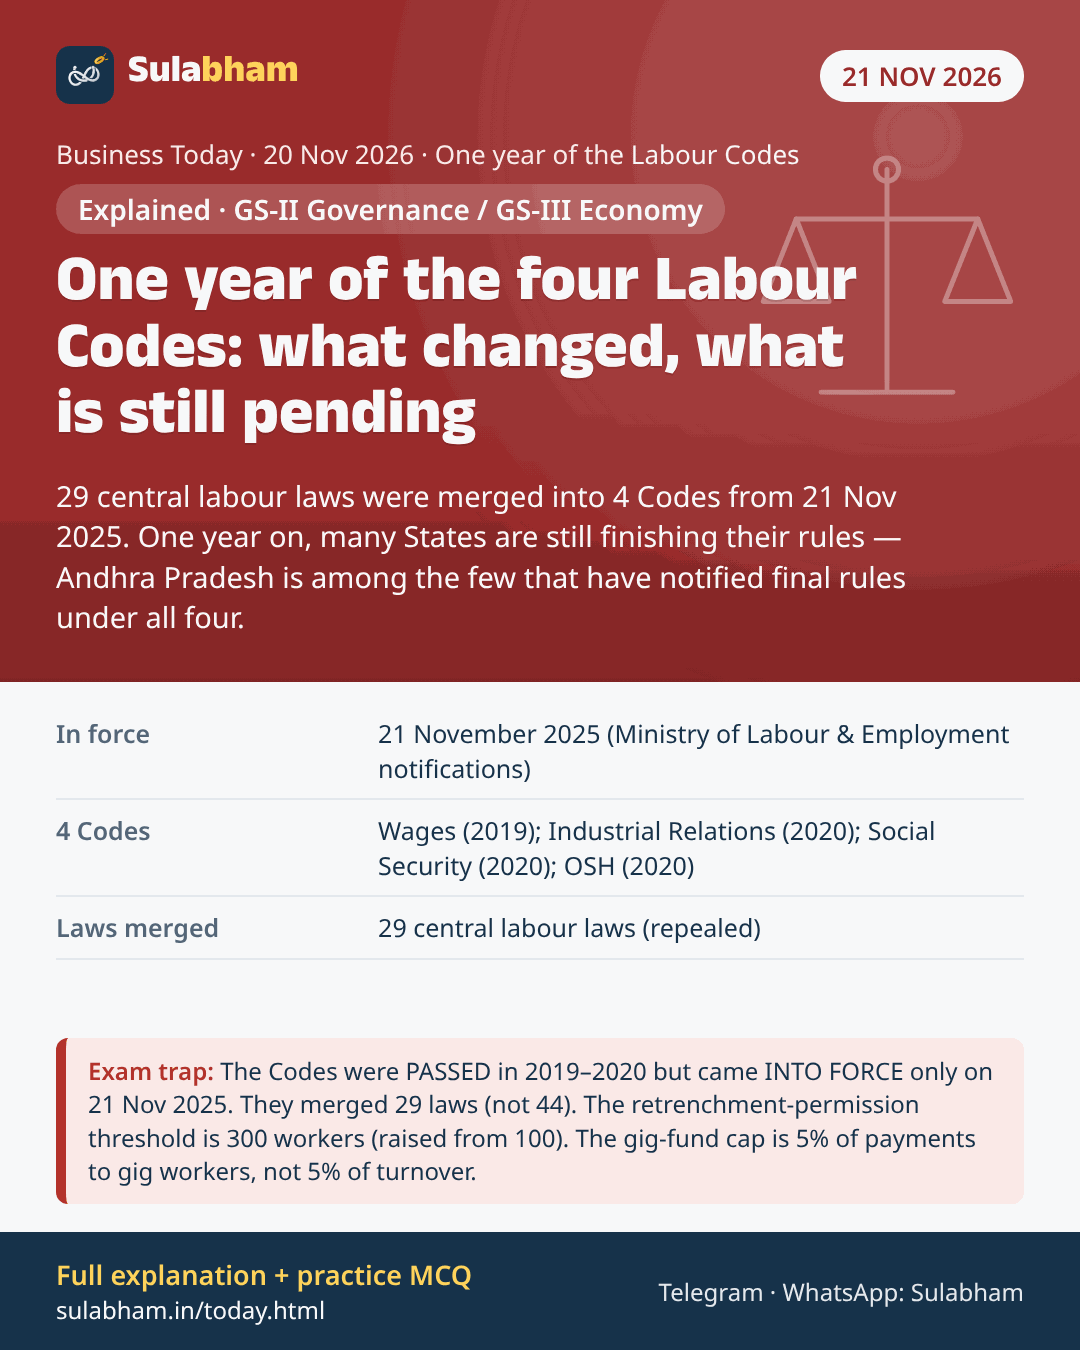 Sulabham
21 NOV 2026
Business Today · 20 Nov 2026 · One year of the Labour Codes
Explained · GS-II Governance / GS-III Economy
One year of the four Labour
Codes: what changed, what
is still pending
29 central labour laws were merged into 4 Codes from 21 Nov
2025. One year on, many States are still finishing their rules —
Andhra Pradesh is among the few that have notified final rules
under all four.
In force
21 November 2025 (Ministry of Labour & Employment
notifications)
4 Codes
Wages (2019); Industrial Relations (2020); Social
Security (2020); OSH (2020)
Laws merged
29 central labour laws (repealed)
Exam trap: The Codes were PASSED in 2019–2020 but came INTO FORCE only on
21 Nov 2025. They merged 29 laws (not 44). The retrenchment-permission
threshold is 300 workers (raised from 100). The gig-fund cap is 5% of payments
to gig workers, not 5% of turnover.
Full explanation + practice MCQ
sulabham.in/today.html
Telegram · WhatsApp: Sulabham